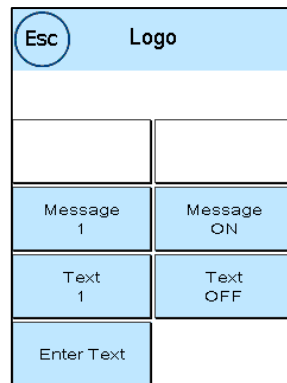 Esc Logo
Message Message
1 ON
Text Text
1 OFF
Enter Text